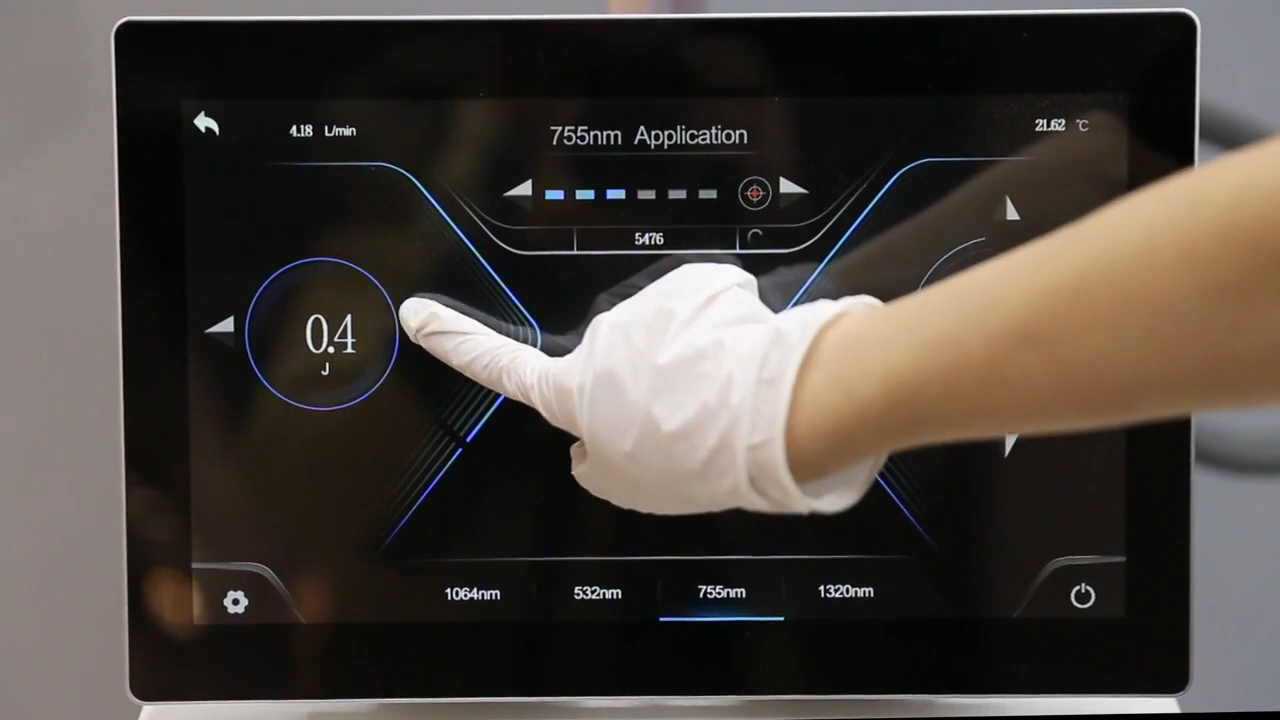 4.18 L/min
755nm Application
21.62 ℃
5476
0.4
J
1064nm
532nm
755nm
1320nm